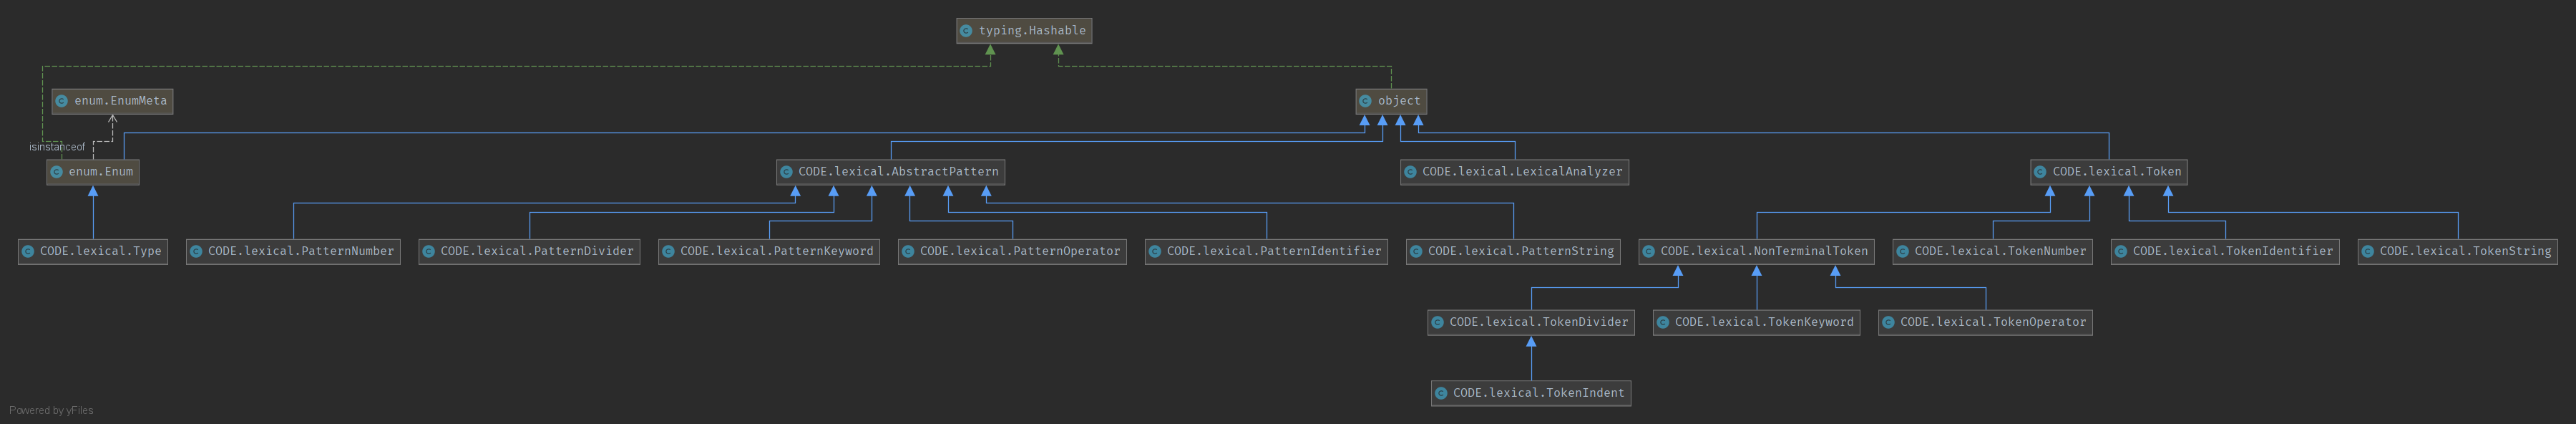 typing.Hashable
enum.EnumMeta
object
isinstanceof
enum.Enum
CODE.lexical.AbstractPattern
CODE.lexical.LexicalAnalyzer
CODE.lexical.Token
CODE.lexical.Type
CODE.lexical.PatternNumber
CODE.lexical.PatternDivider
CODE.lexical.PatternKeyword
CODE.lexical.PatternOperator
CODE.lexical.PatternIdentifier
CODE.lexical.PatternString
CODE.lexical.NonTerminalToken
CODE.lexical.TokenNumber
CODE.lexical.TokenIdentifier
CODE.lexical.TokenString
CODE.lexical.TokenDivider
CODE.lexical.TokenKeyword
CODE.lexical.TokenOperator
CODE.lexical.TokenIndent
Powered by yFiles